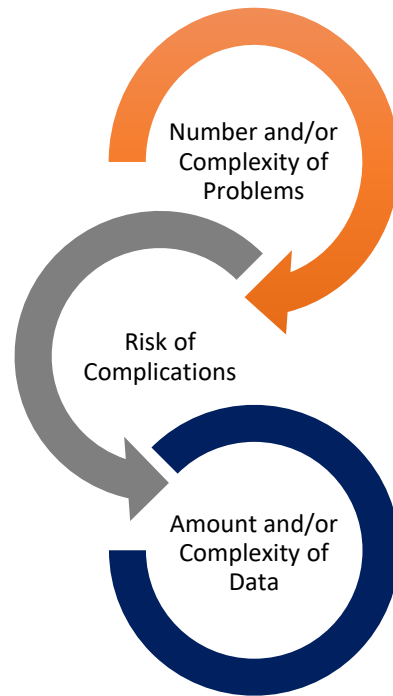 Number and/or
Complexity of
Problems
Risk of
Complications
Amount and/or
Complexity of
Data